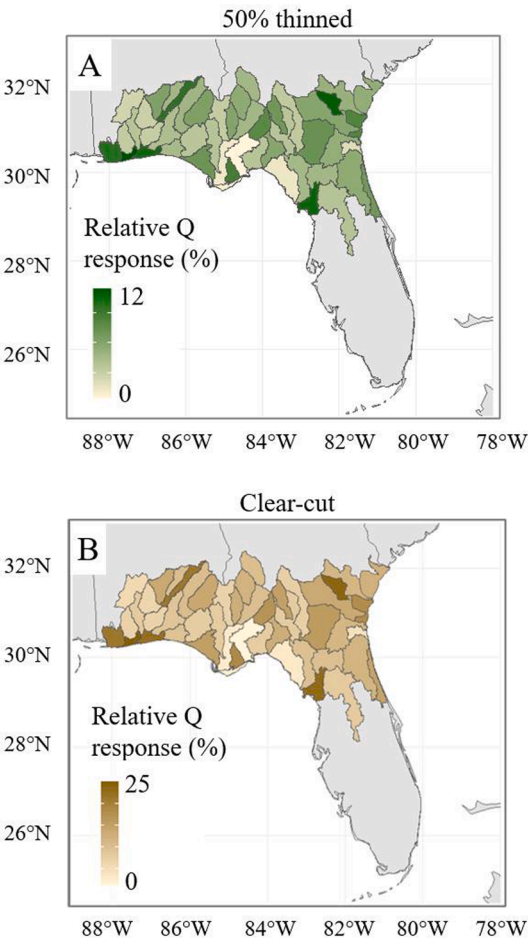 50% thinned
A
32°N
30°N
28°N
26°N
Relative Q
response (%)
12
0
88°W 86°W 84°W 82°W 80°W 78°W
Clear-cut
B
32°N
30°N
28°N
26°N
Relative Q
response (%)
25
0
88°W 86°W 84°W 82°W 80°W 78°W